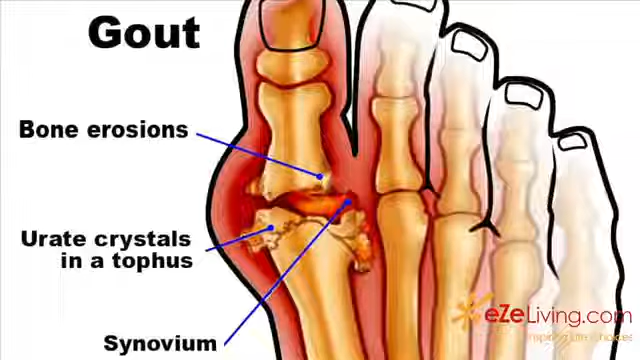 Gout
Bone erosions
Urate crystals
in a tophus
Synovium
eZeLiving.com